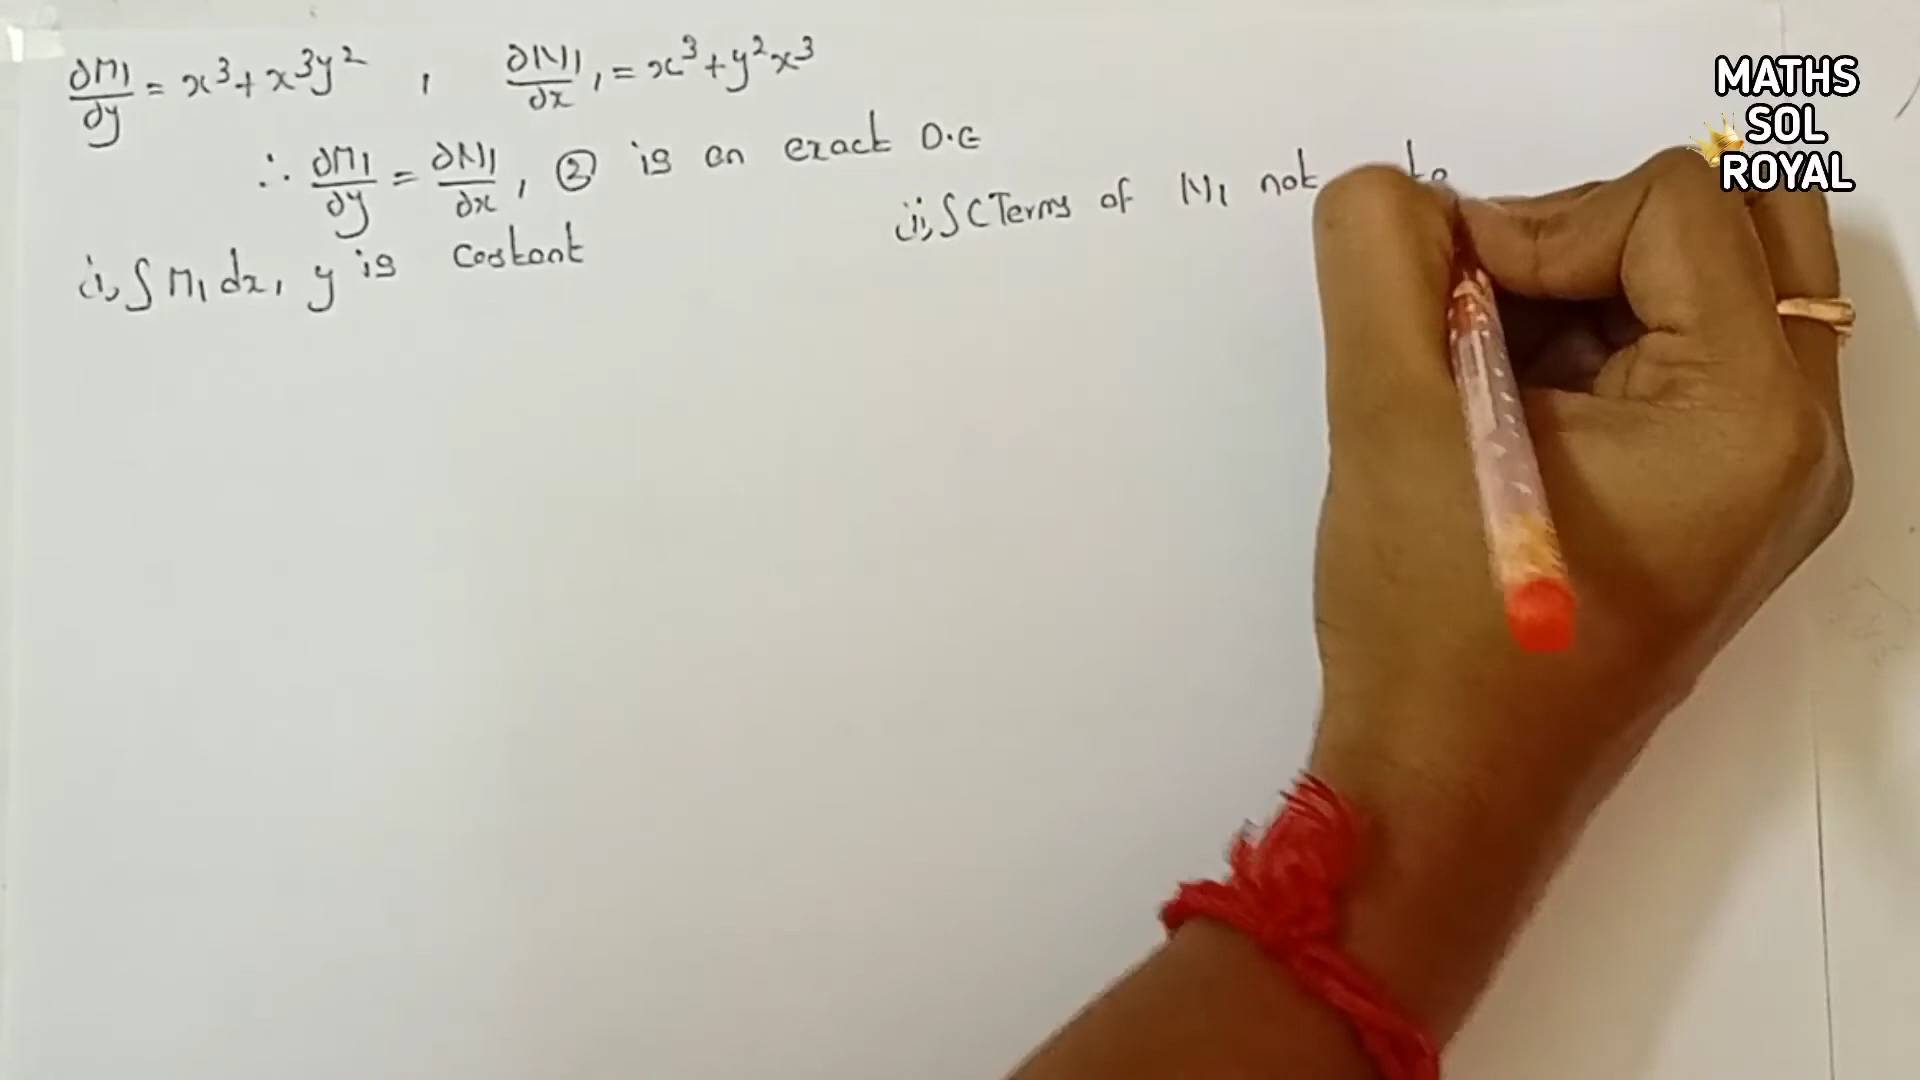 ∂M1/∂y = x³ + x³y² , ∂N1/∂x , = x³ + y²x³
∴ ∂M1/∂y = ∂N1/∂x , ② is an exact D.E
(i) ∫ M1 dx , y is costant
(ii) ∫ (Terms of N1 not to
MATHS
SOL
ROYAL